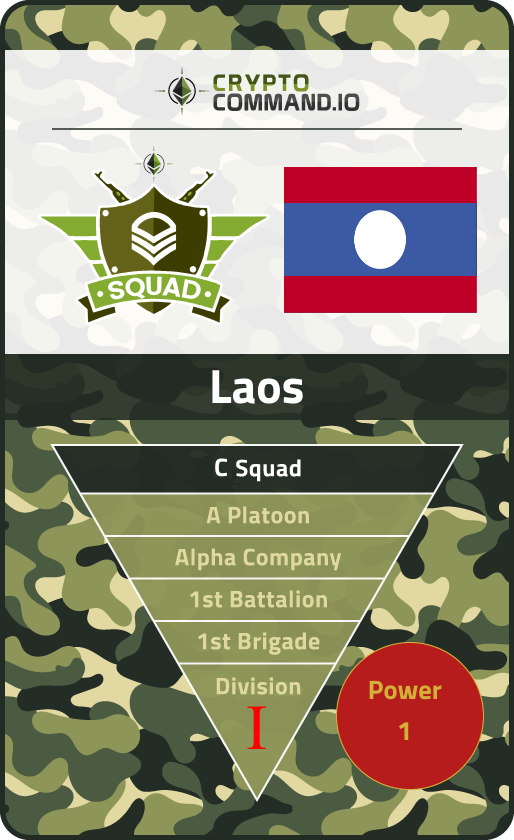 CRYPTO
COMMAND.IO
SQUAD
Laos
C Squad
A Platoon
Alpha Company
1st Battalion
1st Brigade
Division
I
Power
1